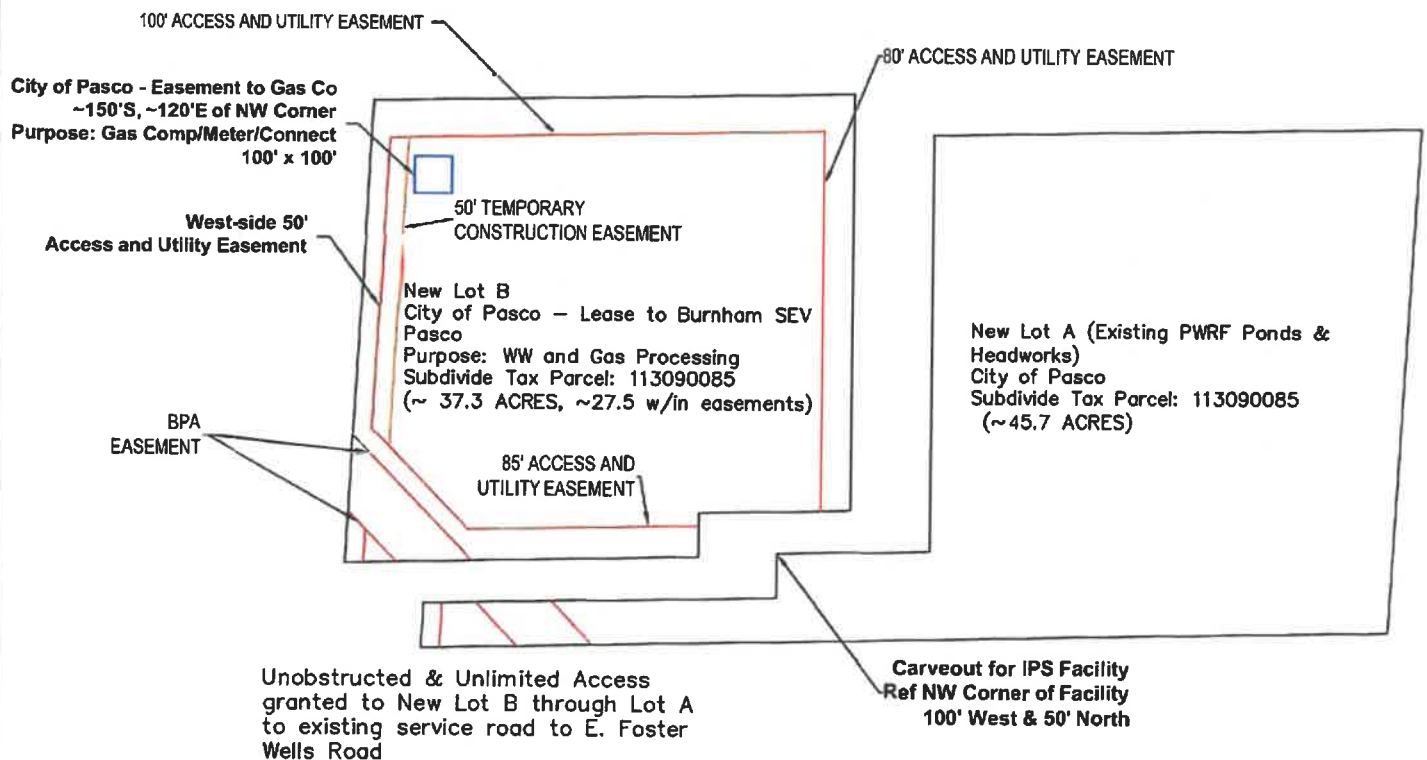 100' ACCESS AND UTILITY EASEMENT
80' ACCESS AND UTILITY EASEMENT
City of Pasco - Easement to Gas Co
~150'S, ~120'E of NW Corner
Purpose: Gas Comp/Meter/Connect
100' x 100'
50' TEMPORARY
CONSTRUCTION EASEMENT
West-side 50'
Access and Utility Easement
New Lot B
City of Pasco – Lease to Burnham SEV
Pasco
Purpose: WW and Gas Processing
Subdivide Tax Parcel: 113090085
(~ 37.3 ACRES, ~27.5 w/in easements)
New Lot A (Existing PWRF Ponds &
Headworks)
City of Pasco
Subdivide Tax Parcel: 113090085
(~45.7 ACRES)
BPA
EASEMENT
85' ACCESS AND
UTILITY EASEMENT
Unobstructed & Unlimited Access
granted to New Lot B through Lot A
to existing service road to E. Foster
Wells Road
Carveout for IPS Facility
Ref NW Corner of Facility
100' West & 50' North